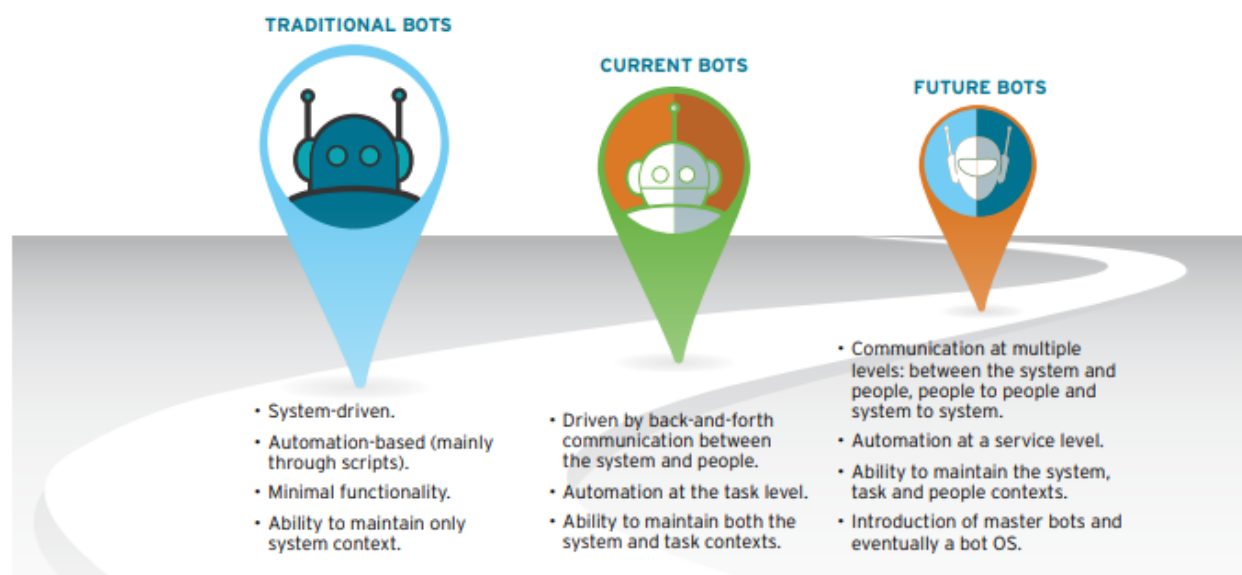 TRADITIONAL BOTS
• System-driven.
• Automation-based (mainly
through scripts).
• Minimal functionality.
• Ability to maintain only
system context.
CURRENT BOTS
• Driven by back-and-forth
communication between
the system and people.
• Automation at the task level.
• Ability to maintain both the
system and task contexts.
FUTURE BOTS
• Communication at multiple
levels: between the system and
people, people to people and
system to system.
• Automation at a service level.
• Ability to maintain the system,
task and people contexts.
• Introduction of master bots and
eventually a bot OS.